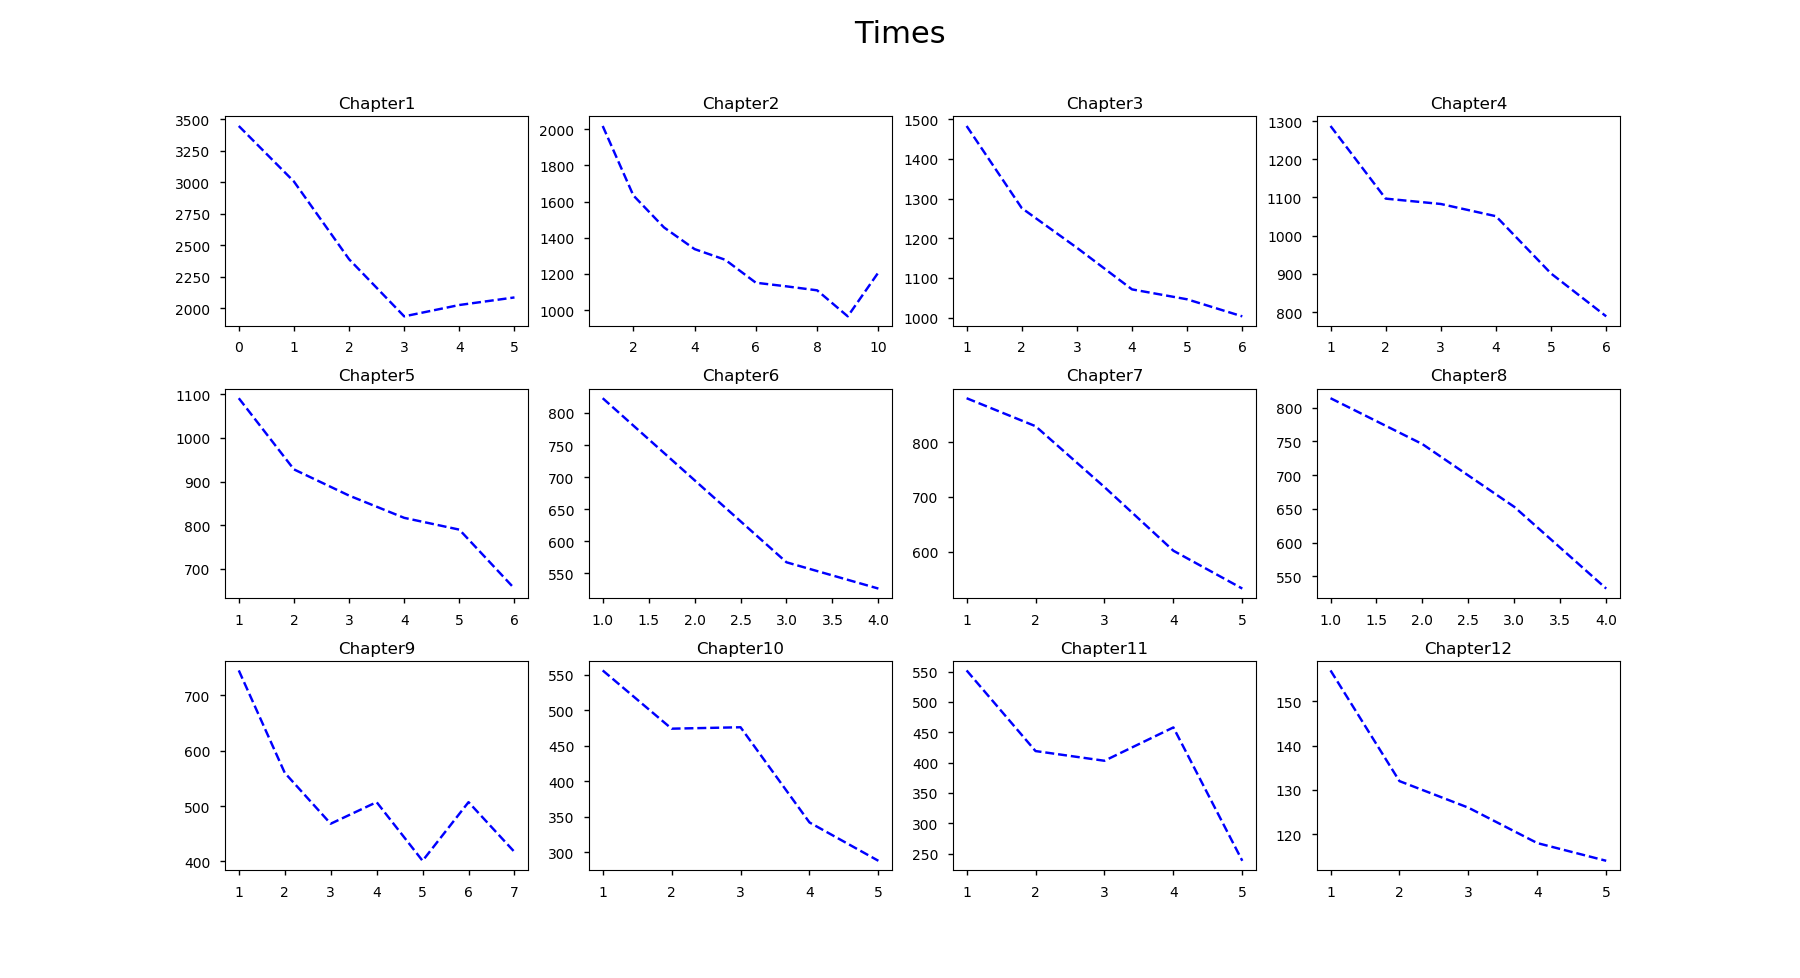 Times
Chapter1
3500
3250
3000
2750
2500
2250
2000
0 1 2 3 4 5
Chapter2
2000
1800
1600
1400
1200
1000
2 4 6 8 10
Chapter3
1500
1400
1300
1200
1100
1000
1 2 3 4 5 6
Chapter4
1300
1200
1100
1000
900
800
1 2 3 4 5 6
Chapter5
1100
1000
900
800
700
1 2 3 4 5 6
Chapter6
800
750
700
650
600
550
1.0 1.5 2.0 2.5 3.0 3.5 4.0
Chapter7
800
700
600
1 2 3 4 5
Chapter8
800
750
700
650
600
550
1.0 1.5 2.0 2.5 3.0 3.5 4.0
Chapter9
700
600
500
400
1 2 3 4 5 6 7
Chapter10
550
500
450
400
350
300
1 2 3 4 5
Chapter11
550
500
450
400
350
300
250
1 2 3 4 5
Chapter12
150
140
130
120
1 2 3 4 5